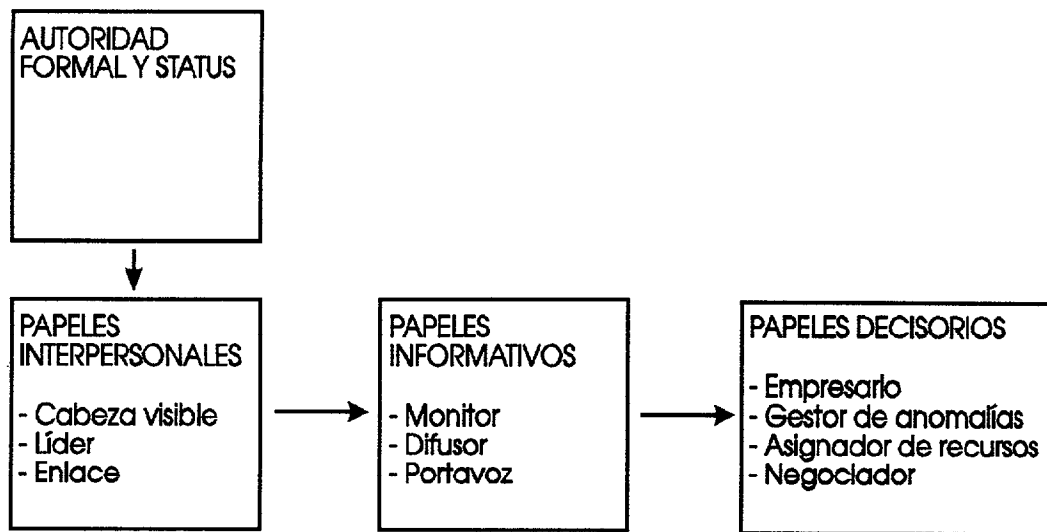 AUTORIDAD
FORMAL Y STATUS
PAPELES
INTERPERSONALES
- Cabeza visible
- Líder
- Enlace
PAPELES
INFORMATIVOS
- Monitor
- Difusor
- Portavoz
PAPELES DECISORIOS
- Empresario
- Gestor de anomalías
- Asignador de recursos
- Negociador